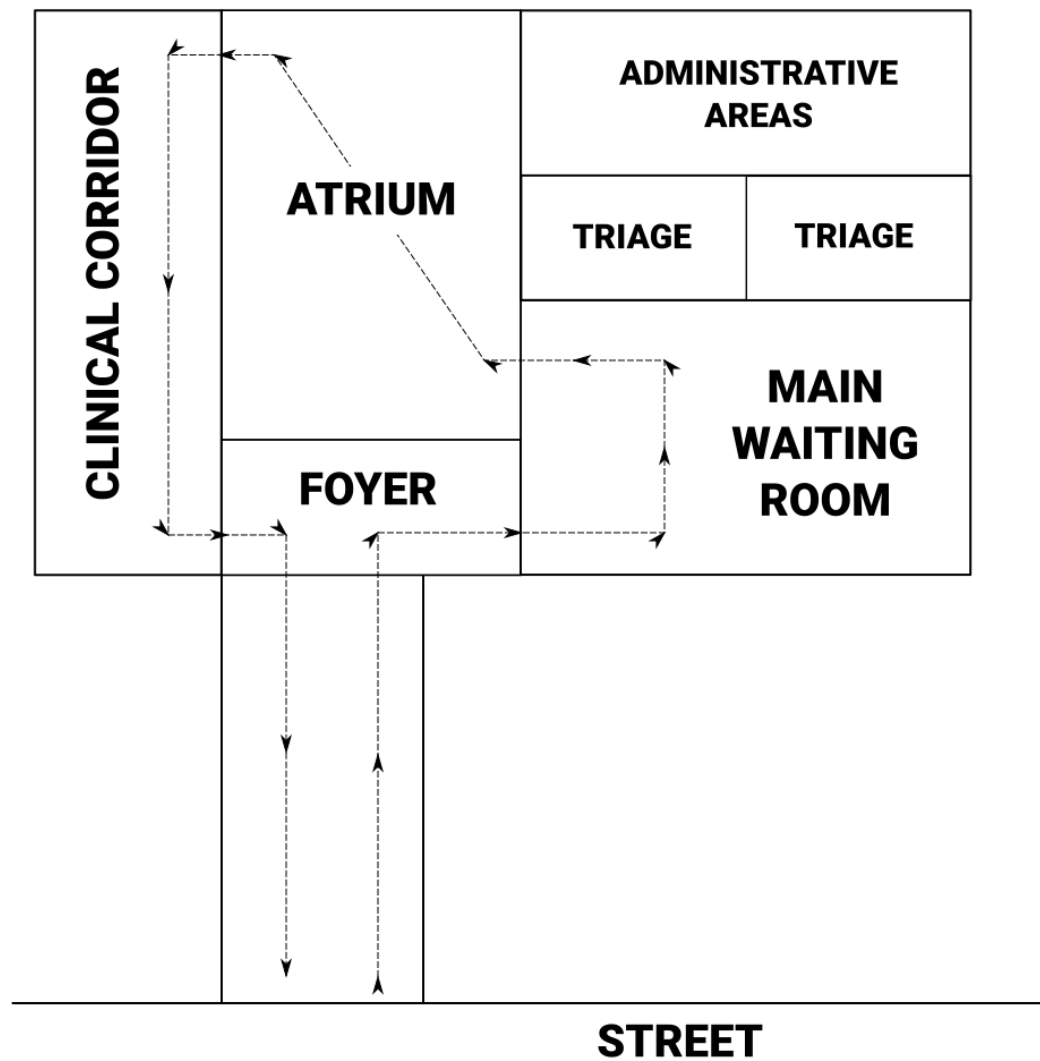 ADMINISTRATIVE
AREAS
CLINICAL CORRIDOR
ATRIUM
TRIAGE
TRIAGE
MAIN
WAITING
ROOM
FOYER
STREET